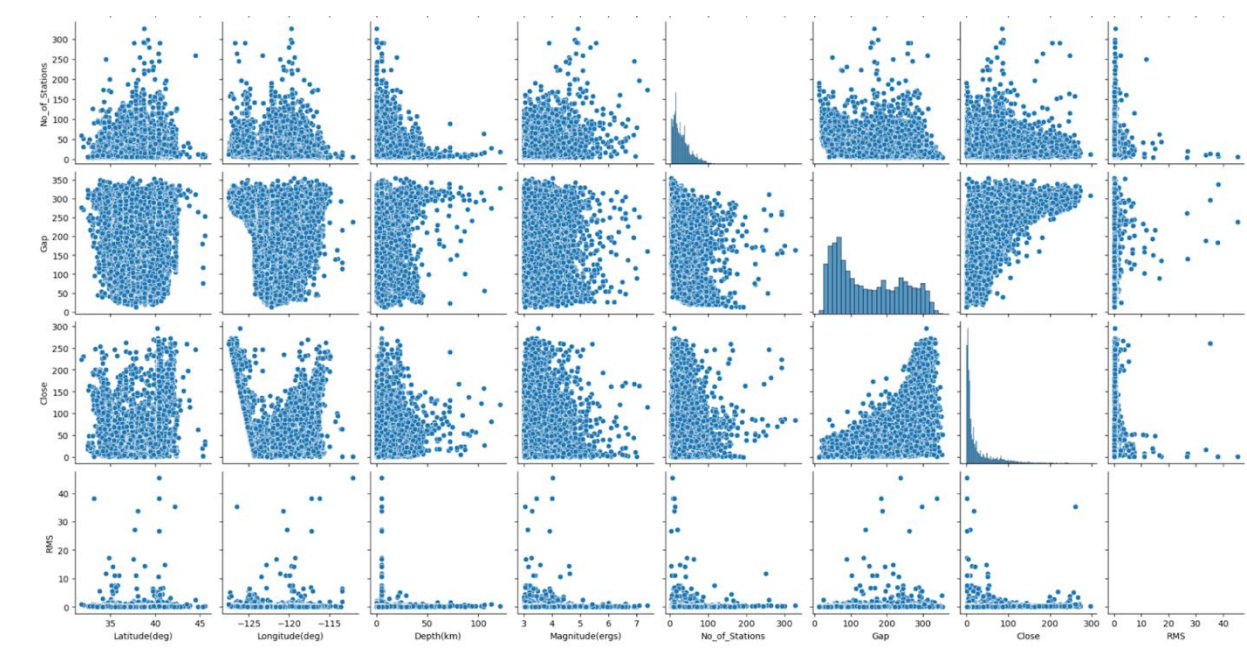 300
250
200
150
100
50
0
No_of_Stations
350
300
250
200
150
100
50
0
Gap
300
250
200
150
100
50
0
Close
40
30
20
10
0
RMS
35 40 45
Latitude(deg)
−125 −120 −115
Longitude(deg)
0 50 100
Depth(km)
3 4 5 6 7
Magnitude(ergs)
0 100 200 300
No_of_Stations
0 100 200 300
Gap
0 100 200 300
Close
0 10 20 30 40
RMS